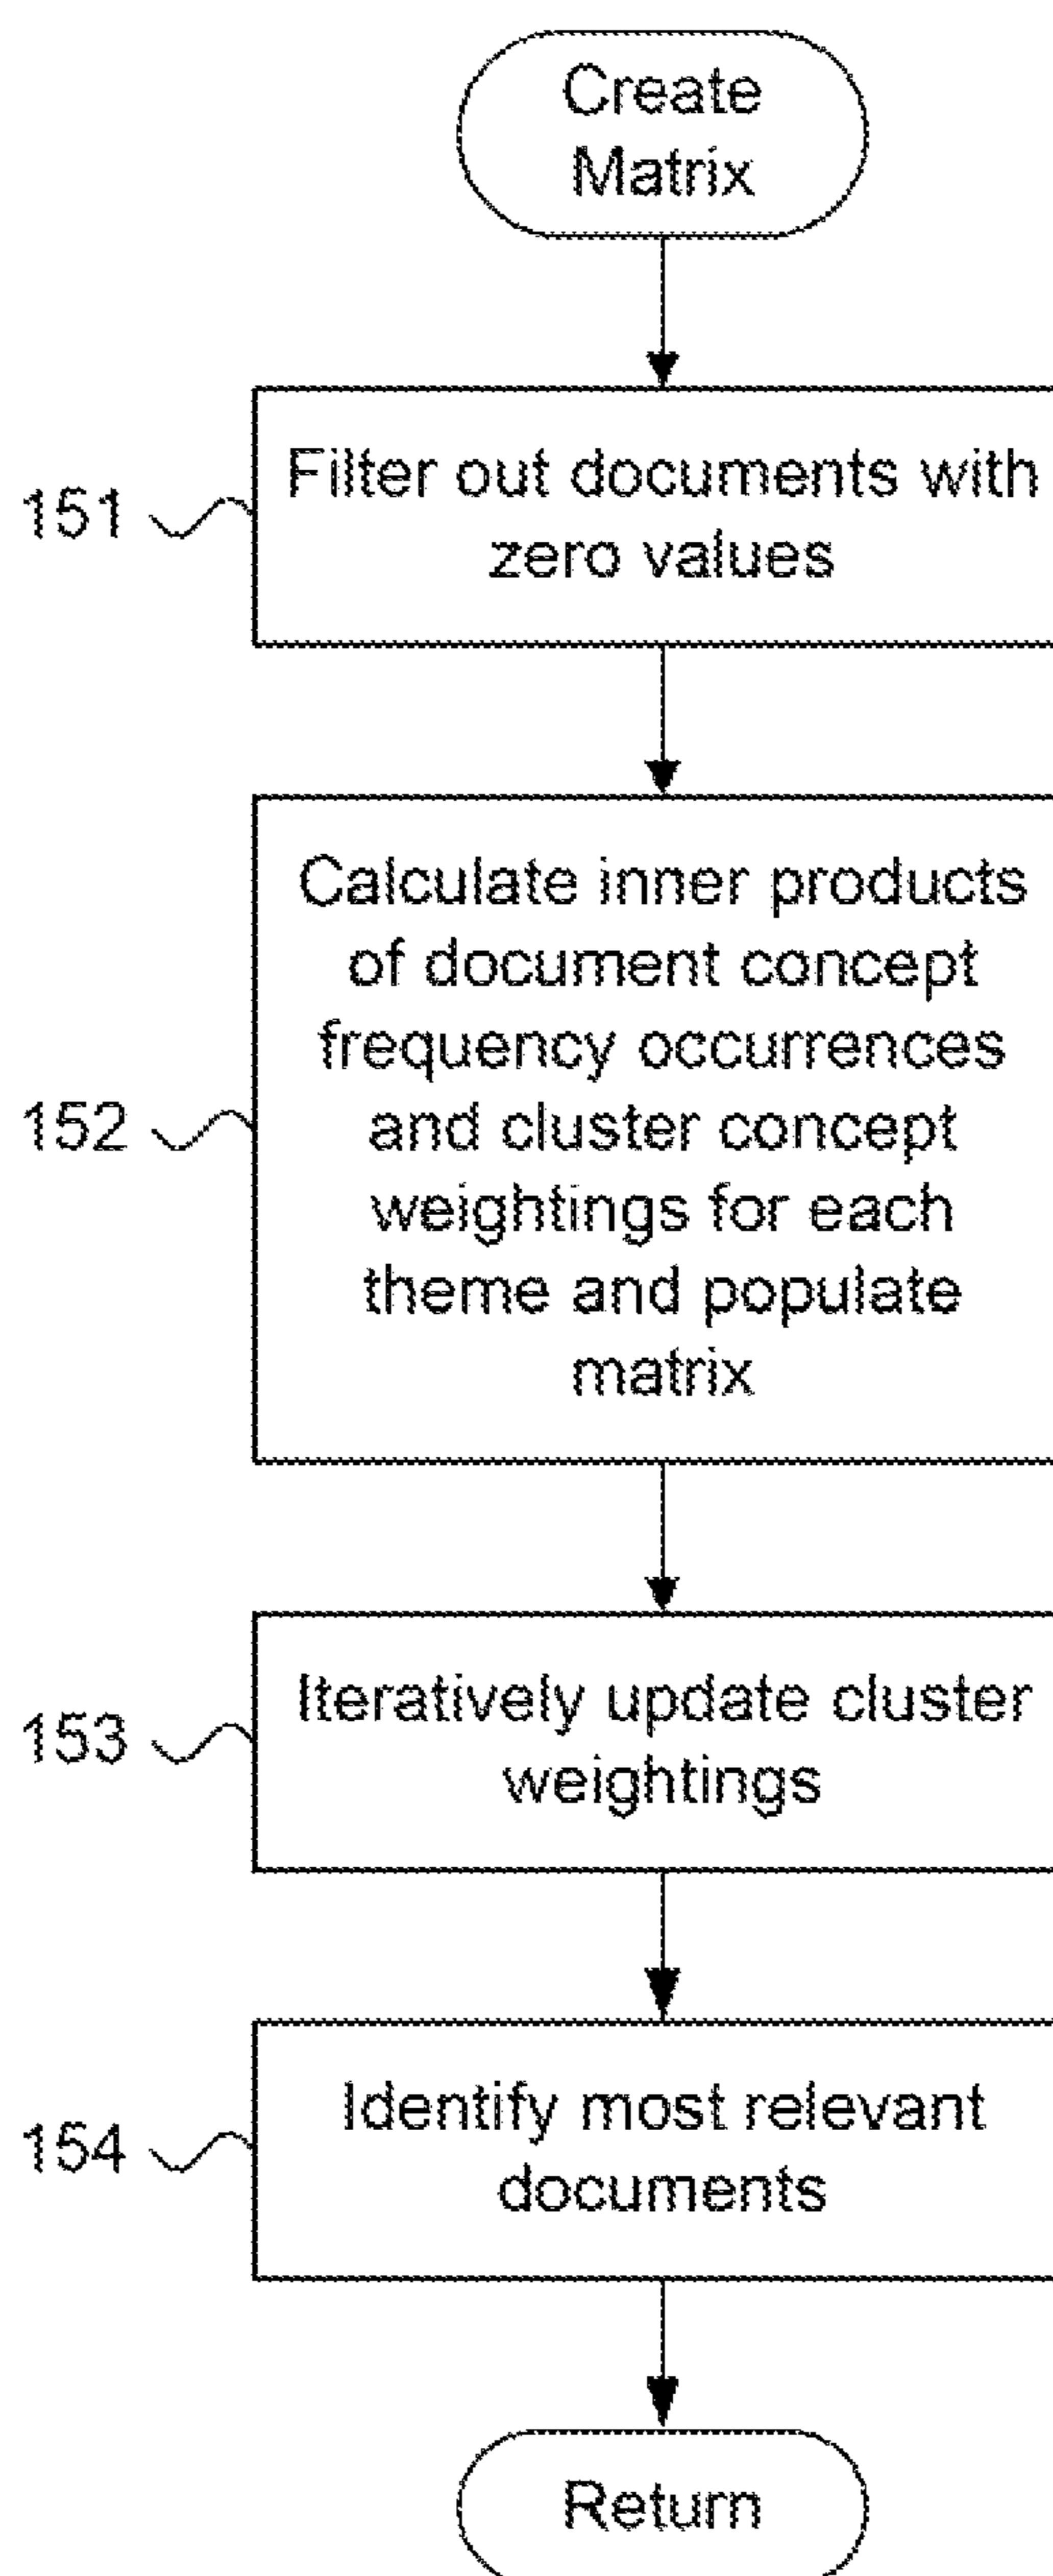 Create
Matrix
Filter out documents with
zero values
151
Calculate inner products
of document concept
frequency occurrences
and cluster concept
weightings for each
theme and populate
matrix
152
Iteratively update cluster
weightings
153
Identify most relevant
documents
154
Return